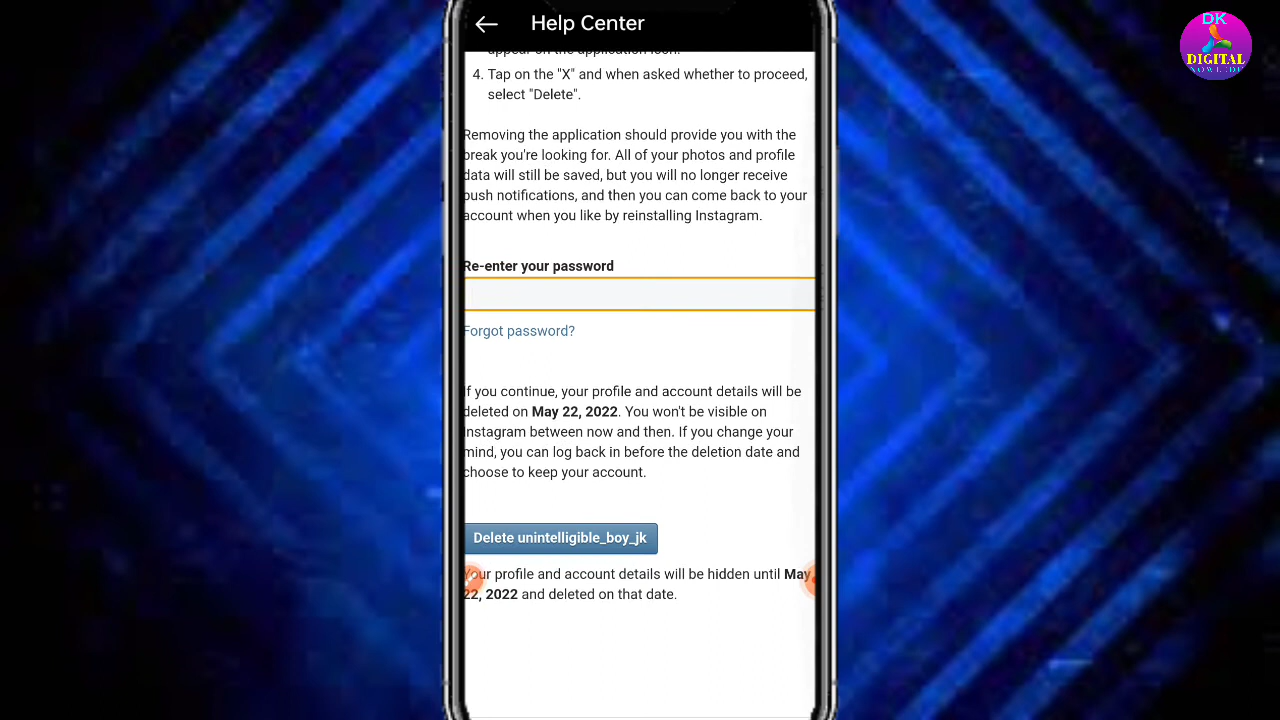 Help Center
appear on the application icon.
4. Tap on the "X" and when asked whether to proceed,
select "Delete".
Removing the application should provide you with the
break you're looking for. All of your photos and profile
data will still be saved, but you will no longer receive
push notifications, and then you can come back to your
account when you like by reinstalling Instagram.
Re-enter your password
Forgot password?
If you continue, your profile and account details will be
deleted on May 22, 2022. You won't be visible on
Instagram between now and then. If you change your
mind, you can log back in before the deletion date and
choose to keep your account.
Delete unintelligible_boy_jk
Your profile and account details will be hidden until May
22, 2022 and deleted on that date.
DK
DIGITAL